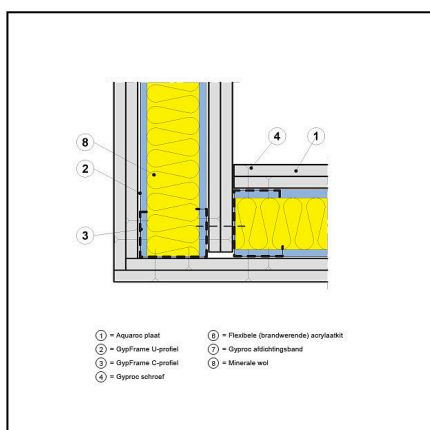 4
1
8
2
3
1 = Aquaroc plaat
2 = GypFrame U-profiel
3 = GypFrame C-profiel
4 = Gyproc schroef
6 = Flexibele (brandwerende) acrylaatkit
7 = Gyproc afdichtingsband
8 = Minerale wol